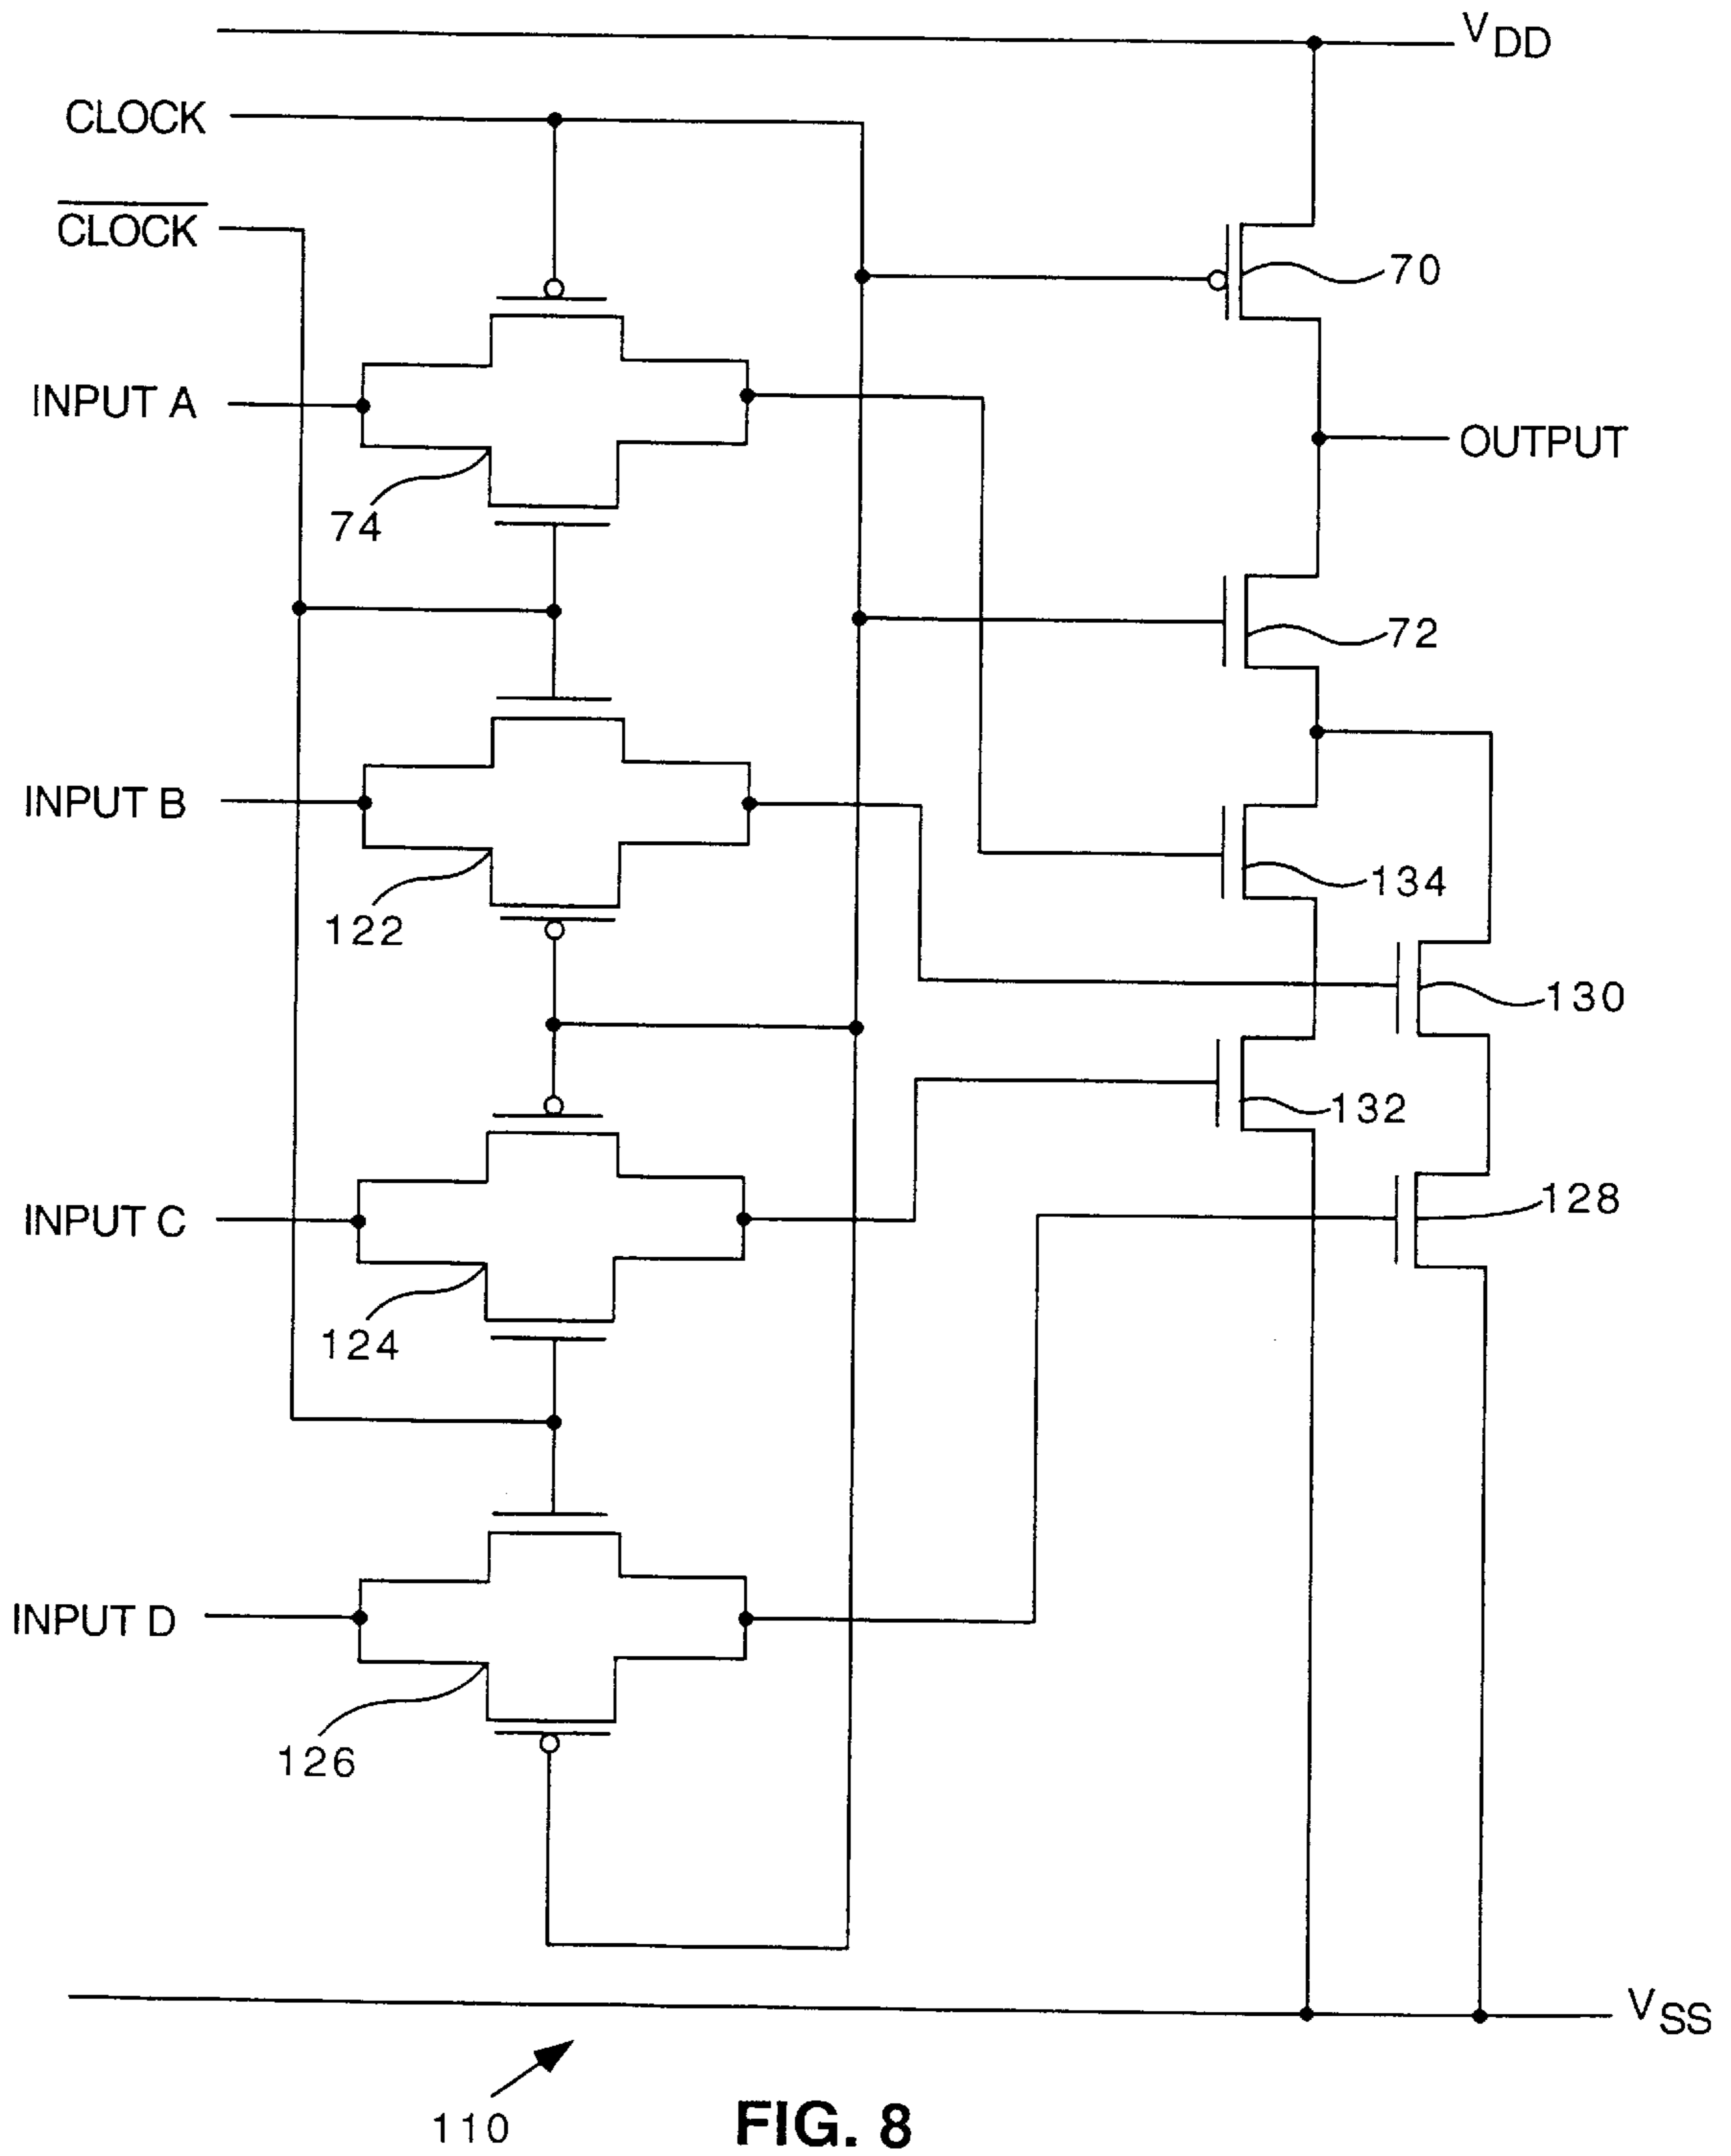 VDD
CLOCK
CLOCK
70
INPUT A
OUTPUT
74
72
INPUT B
134
122
130
132
INPUT C
128
124
INPUT D
126
VSS
110
FIG. 8